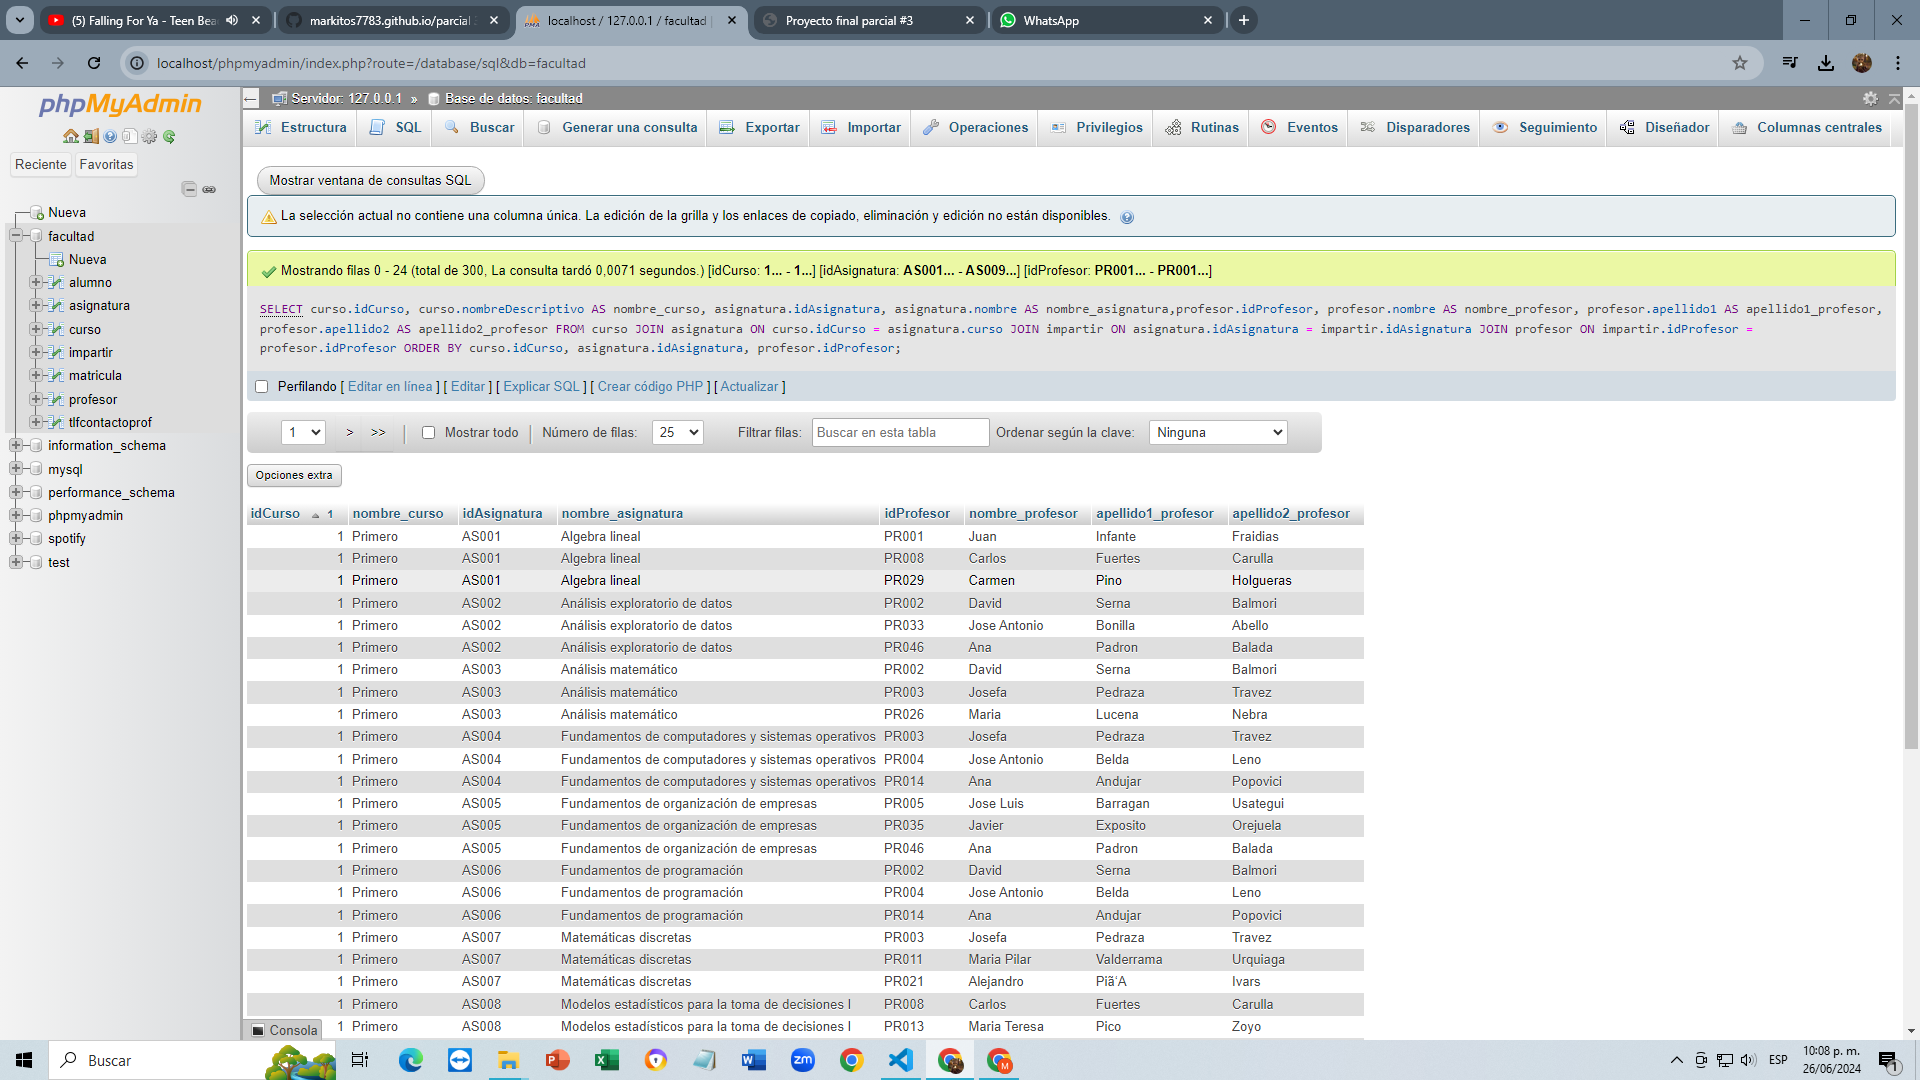 (5) Falling For Ya - Teen Bea
markitos7783.github.io/parcial
localhost / 127.0.0.1 / facultad |
Proyecto final parcial #3
WhatsApp
localhost/phpmyadmin/index.php?route=/database/sql&db=facultad
phpMyAdmin
Reciente Favoritas
Nueva
facultad
Nueva
alumno
asignatura
curso
impartir
matricula
profesor
tlfcontactoprof
information_schema
mysql
performance_schema
phpmyadmin
spotify
test
Servidor: 127.0.0.1 » Base de datos: facultad
Estructura SQL Buscar Generar una consulta Exportar Importar Operaciones Privilegios Rutinas Eventos Disparadores Seguimiento Diseñador Columnas centrales
Mostrar ventana de consultas SQL
La selección actual no contiene una columna única. La edición de la grilla y los enlaces de copiado, eliminación y edición no están disponibles.
Mostrando filas 0 - 24 (total de 300, La consulta tardó 0,0071 segundos.) [idCurso: 1... - 1...] [idAsignatura: AS001... - AS009...] [idProfesor: PR001... - PR001...]
SELECT curso.idCurso, curso.nombreDescriptivo AS nombre_curso, asignatura.idAsignatura, asignatura.nombre AS nombre_asignatura,profesor.idProfesor, profesor.nombre AS nombre_profesor, profesor.apellido1 AS apellido1_profesor,
profesor.apellido2 AS apellido2_profesor FROM curso JOIN asignatura ON curso.idCurso = asignatura.curso JOIN impartir ON asignatura.idAsignatura = impartir.idAsignatura JOIN profesor ON impartir.idProfesor =
profesor.idProfesor ORDER BY curso.idCurso, asignatura.idAsignatura, profesor.idProfesor;
Perfilando [ Editar en línea ] [ Editar ] [ Explicar SQL ] [ Crear código PHP ] [ Actualizar ]
1 > >> | Mostrar todo | Número de filas: 25 Filtrar filas: Buscar en esta tabla Ordenar según la clave: Ninguna
Opciones extra
idCurso 1 nombre_curso idAsignatura nombre_asignatura idProfesor nombre_profesor apellido1_profesor apellido2_profesor
1 Primero AS001 Algebra lineal PR001 Juan Infante Fraidias
1 Primero AS001 Algebra lineal PR008 Carlos Fuertes Carulla
1 Primero AS001 Algebra lineal PR029 Carmen Pino Holgueras
1 Primero AS002 Análisis exploratorio de datos PR002 David Serna Balmori
1 Primero AS002 Análisis exploratorio de datos PR033 Jose Antonio Bonilla Abello
1 Primero AS002 Análisis exploratorio de datos PR046 Ana Padron Balada
1 Primero AS003 Análisis matemático PR002 David Serna Balmori
1 Primero AS003 Análisis matemático PR003 Josefa Pedraza Travez
1 Primero AS003 Análisis matemático PR026 Maria Lucena Nebra
1 Primero AS004 Fundamentos de computadores y sistemas operativos PR003 Josefa Pedraza Travez
1 Primero AS004 Fundamentos de computadores y sistemas operativos PR004 Jose Antonio Belda Leno
1 Primero AS004 Fundamentos de computadores y sistemas operativos PR014 Ana Andujar Popovici
1 Primero AS005 Fundamentos de organización de empresas PR005 Jose Luis Barragan Usategui
1 Primero AS005 Fundamentos de organización de empresas PR035 Javier Exposito Orejuela
1 Primero AS005 Fundamentos de organización de empresas PR046 Ana Padron Balada
1 Primero AS006 Fundamentos de programación PR002 David Serna Balmori
1 Primero AS006 Fundamentos de programación PR004 Jose Antonio Belda Leno
1 Primero AS006 Fundamentos de programación PR014 Ana Andujar Popovici
1 Primero AS007 Matemáticas discretas PR003 Josefa Pedraza Travez
1 Primero AS007 Matemáticas discretas PR011 Maria Pilar Valderrama Urquiaga
1 Primero AS007 Matemáticas discretas PR021 Alejandro Piã‘A Ivars
1 Primero AS008 Modelos estadísticos para la toma de decisiones I PR008 Carlos Fuertes Carulla
1 Primero AS008 Modelos estadísticos para la toma de decisiones I PR013 Maria Teresa Pico Zoyo
Consola
Buscar
ESP
10:08 p. m.
26/06/2024
1